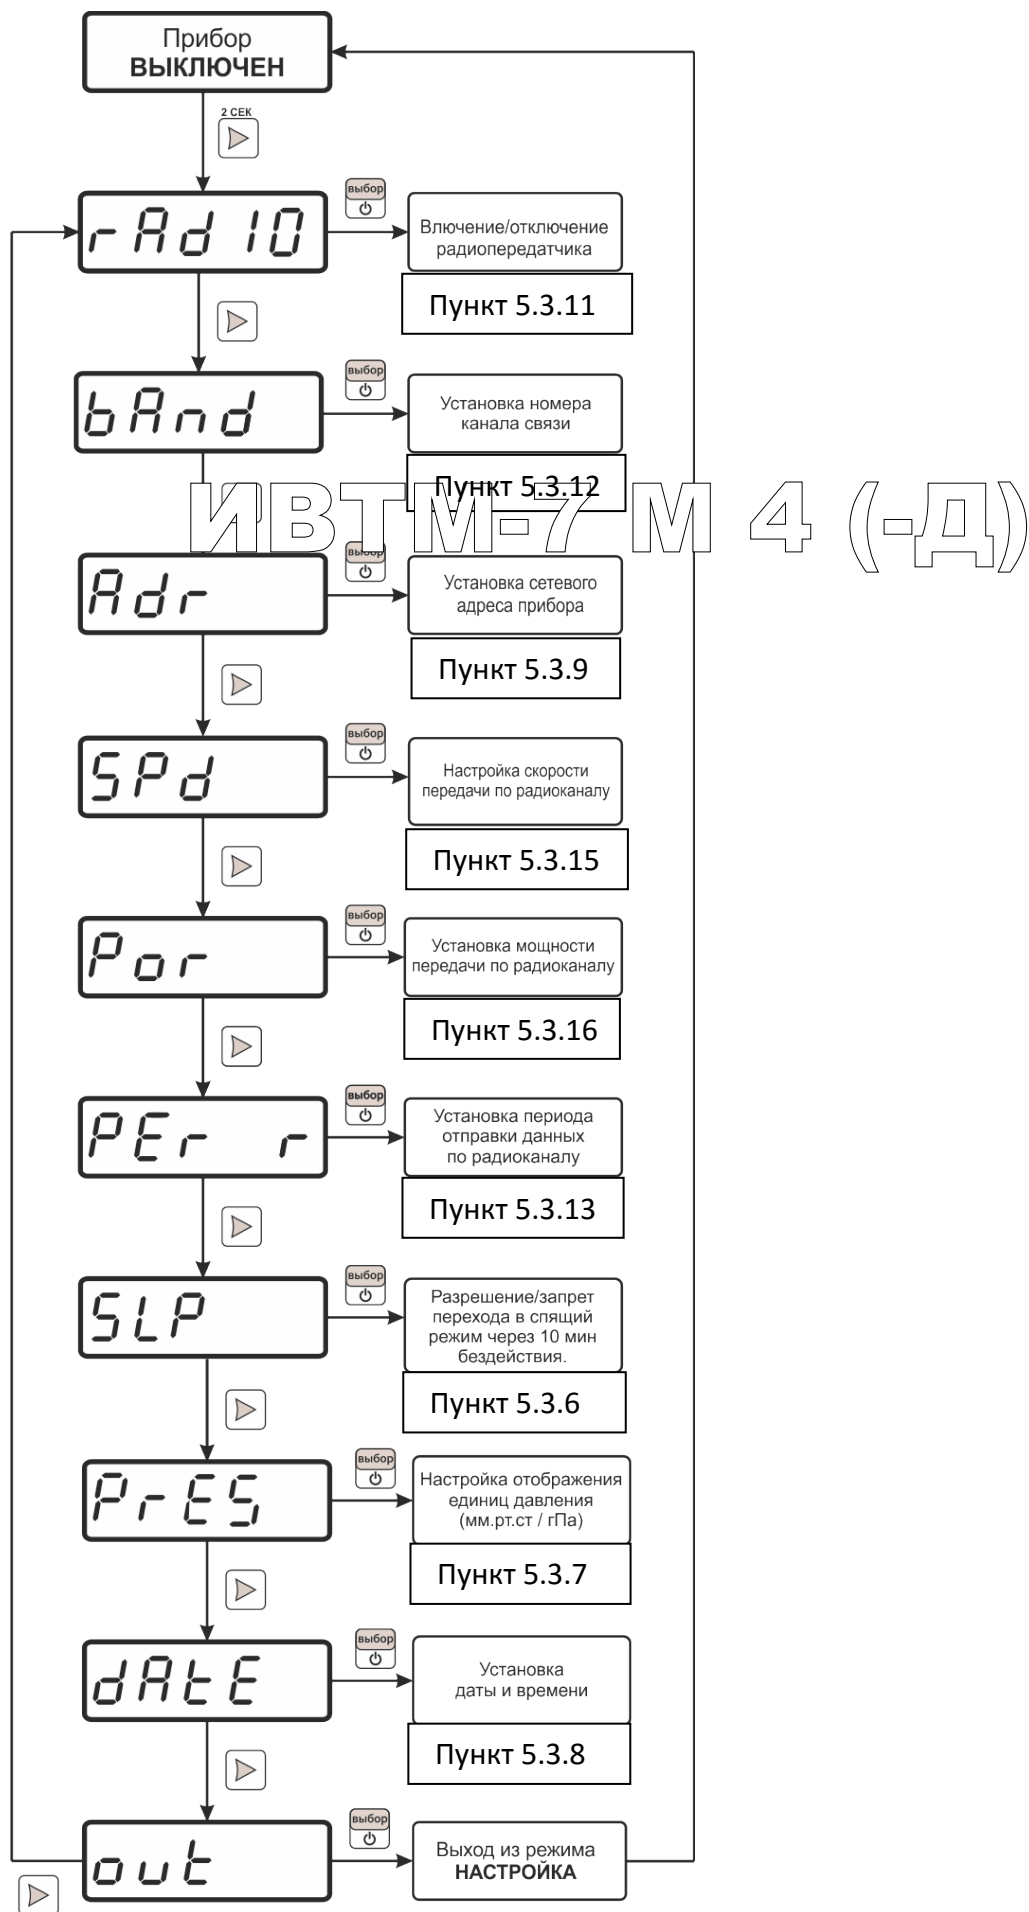 Прибор
ВЫКЛЮЧЕН
2 СЕК
rAdIO
выбор
Влючение/отключение
радиопередатчика
Пункт 5.3.11
bAnd
выбор
Установка номера
канала связи
Пункт 5.3.12
ИВТМ-7 М 4 (-Д)
Adr
выбор
Установка сетевого
адреса прибора
Пункт 5.3.9
SPd
выбор
Настройка скорости
передачи по радиоканалу
Пункт 5.3.15
Por
выбор
Установка мощности
передачи по радиоканалу
Пункт 5.3.16
PEr r
выбор
Установка периода
отправки данных
по радиоканалу
Пункт 5.3.13
SLP
выбор
Разрешение/запрет
перехода в спящий
режим через 10 мин
бездействия.
Пункт 5.3.6
PrES
выбор
Настройка отображения
единиц давления
(мм.рт.ст / гПа)
Пункт 5.3.7
dAtE
выбор
Установка
даты и времени
Пункт 5.3.8
out
выбор
Выход из режима
НАСТРОЙКА